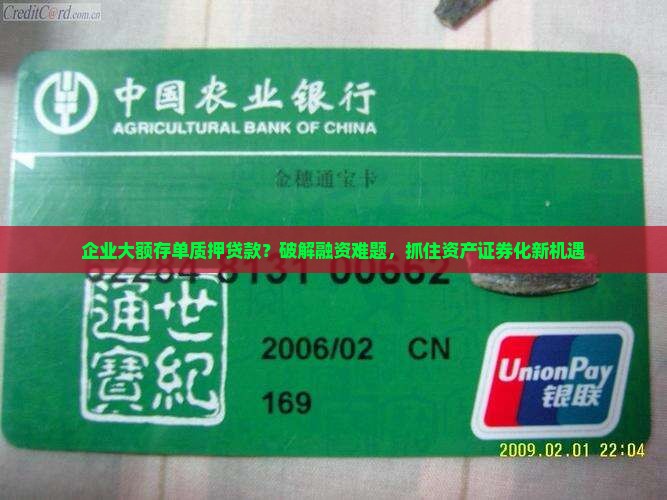 CreditCard.com.cn
中国农业银行
AGRICULTURAL BANK OF CHINA
金穗通宝卡
企业大额存单质押贷款?破解融资难题,抓住资产证券化新机遇
世紀
通寶
2006/02 CN
169
UnionPay
银联
2009.02.01 22:04